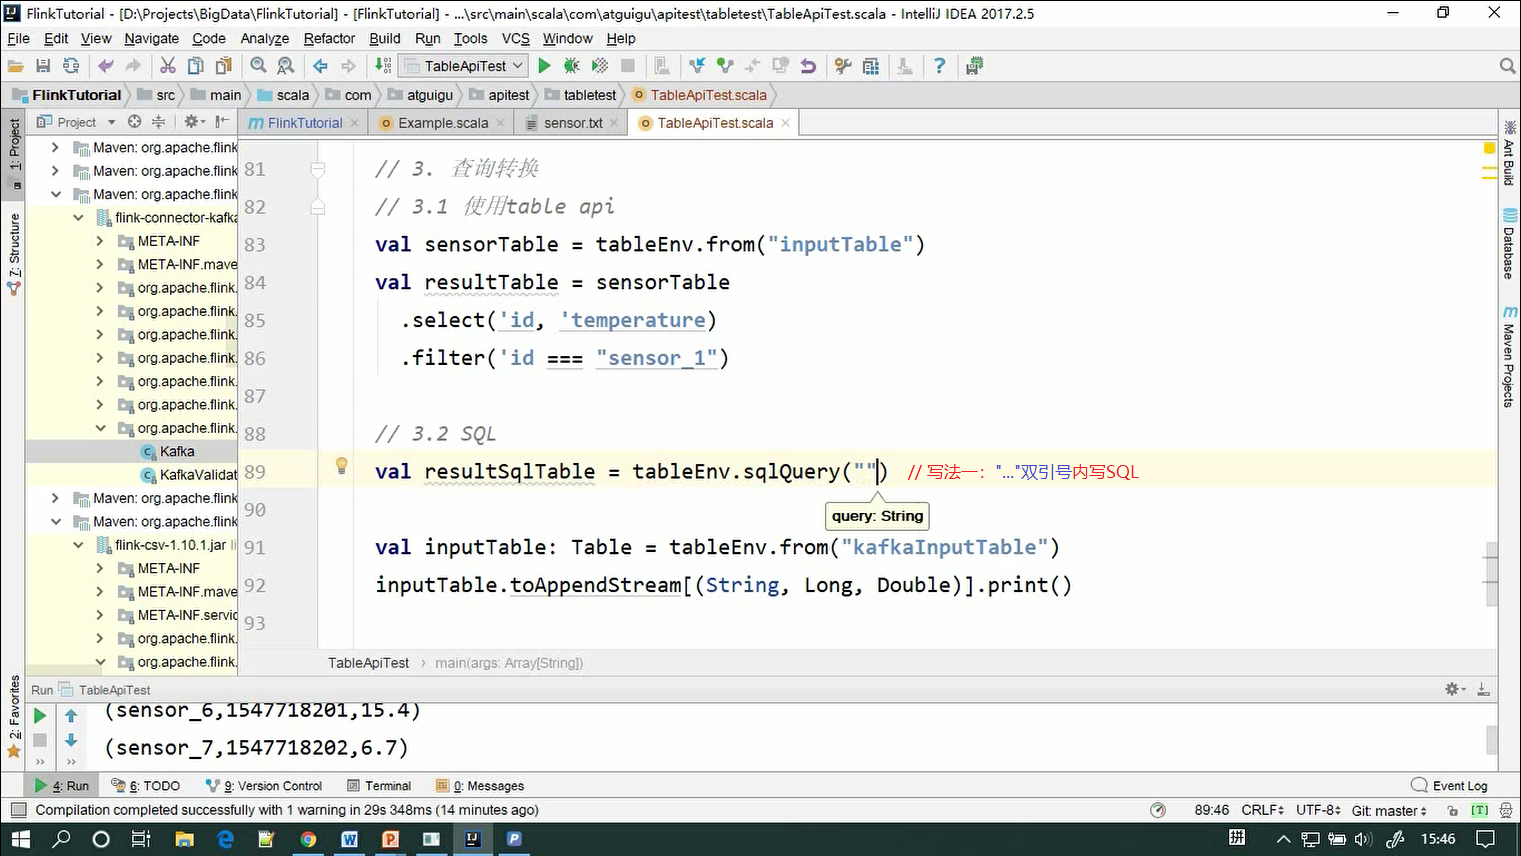 FlinkTutorial - [D:\Projects\BigData\FlinkTutorial] - [FlinkTutorial] - ...\src\main\scala\com\atguigu\apitest\tabletest\TableApiTest.scala - IntelliJ IDEA 2017.2.5
File Edit View Navigate Code Analyze Refactor Build Run Tools VCS Window Help
TableApiTest
FlinkTutorial src main scala com atguigu apitest tabletest TableApiTest.scala
Project
FlinkTutorial Example.scala sensor.txt TableApiTest.scala
1: Project
7: Structure
2: Favorites
Maven: org.apache.flink
Maven: org.apache.flink
Maven: org.apache.flink
flink-connector-kafka
META-INF
META-INF.mave
org.apache.flink.
org.apache.flink.
org.apache.flink.
org.apache.flink.
org.apache.flink.
org.apache.flink.
org.apache.flink.
Kafka
KafkaValidat
Maven: org.apache.flink
Maven: org.apache.flink
flink-csv-1.10.1.jar li
META-INF
META-INF.mave
META-INF.servic
org.apache.flink.
org.apache.flink.
81 // 3. 查询转换
82 // 3.1 使用table api
83 val sensorTable = tableEnv.from("inputTable")
84 val resultTable = sensorTable
85 .select('id, 'temperature)
86 .filter('id === "sensor_1")
87
88 // 3.2 SQL
89 val resultSqlTable = tableEnv.sqlQuery("") // 写法一："..."双引号内写SQL
query: String
90
91 val inputTable: Table = tableEnv.from("kafkaInputTable")
92 inputTable.toAppendStream[(String, Long, Double)].print()
93
TableApiTest › main(args: Array[String])
Ant Build
Database
Maven Projects
Run TableApiTest
(sensor_6,1547718201,15.4)
(sensor_7,1547718202,6.7)
4: Run 6: TODO 9: Version Control Terminal 0: Messages Event Log
Compilation completed successfully with 1 warning in 29s 348ms (14 minutes ago) 89:46 CRLF UTF-8 Git: master [T]
拼 15:46